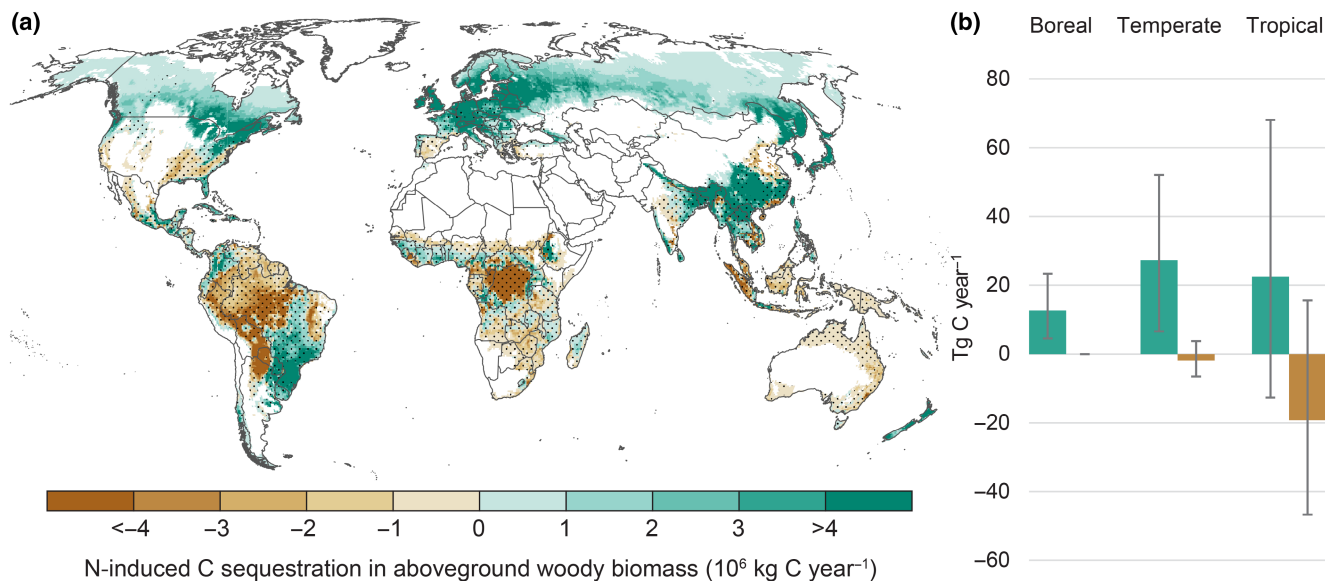 (a)
(b)
Boreal Temperate Tropical
80
60
40
20
0
−20
−40
−60
Tg C year⁻¹
<−4 −3 −2 −1 0 1 2 3 >4
N-induced C sequestration in aboveground woody biomass (10⁶ kg C year⁻¹)